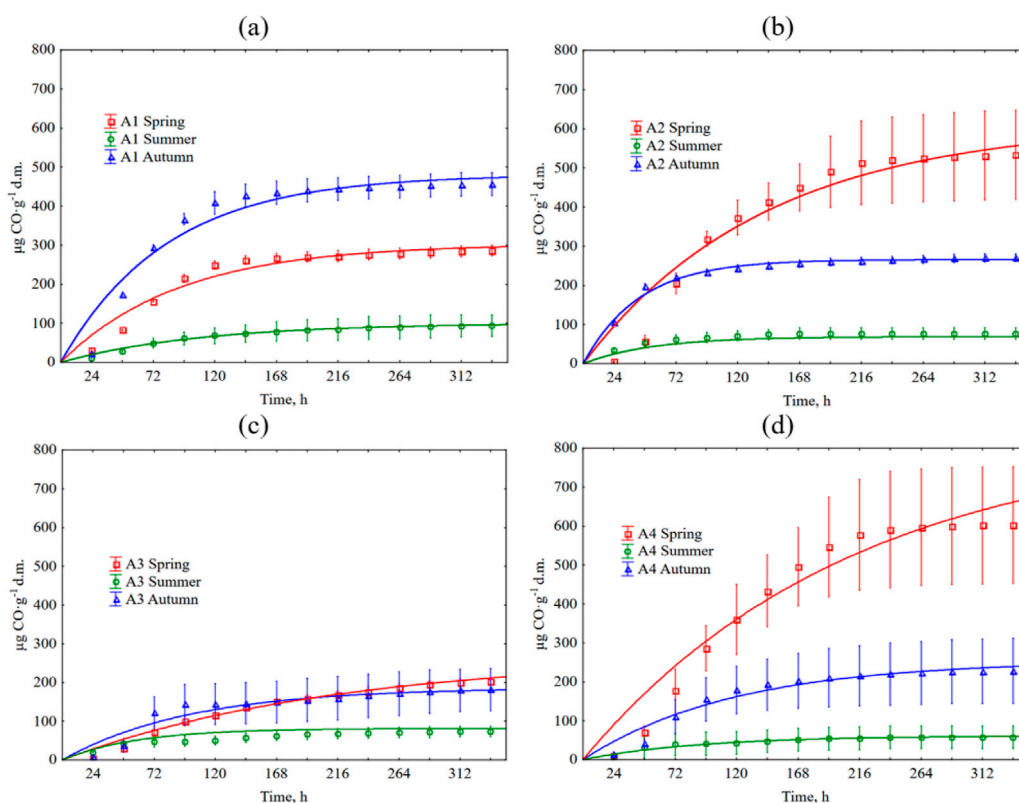 (a)
800
700
600
500
400
300
200
100
0
µg CO·g⁻¹ d.m.
A1 Spring
A1 Summer
A1 Autumn
24 72 120 168 216 264 312
Time, h
(b)
800
700
600
500
400
300
200
100
0
µg CO·g⁻¹ d.m.
A2 Spring
A2 Summer
A2 Autumn
24 72 120 168 216 264 312
Time, h
(c)
800
700
600
500
400
300
200
100
0
µg CO·g⁻¹ d.m.
A3 Spring
A3 Summer
A3 Autumn
24 72 120 168 216 264 312
Time, h
(d)
800
700
600
500
400
300
200
100
0
µg CO·g⁻¹ d.m.
A4 Spring
A4 Summer
A4 Autumn
24 72 120 168 216 264 312
Time, h